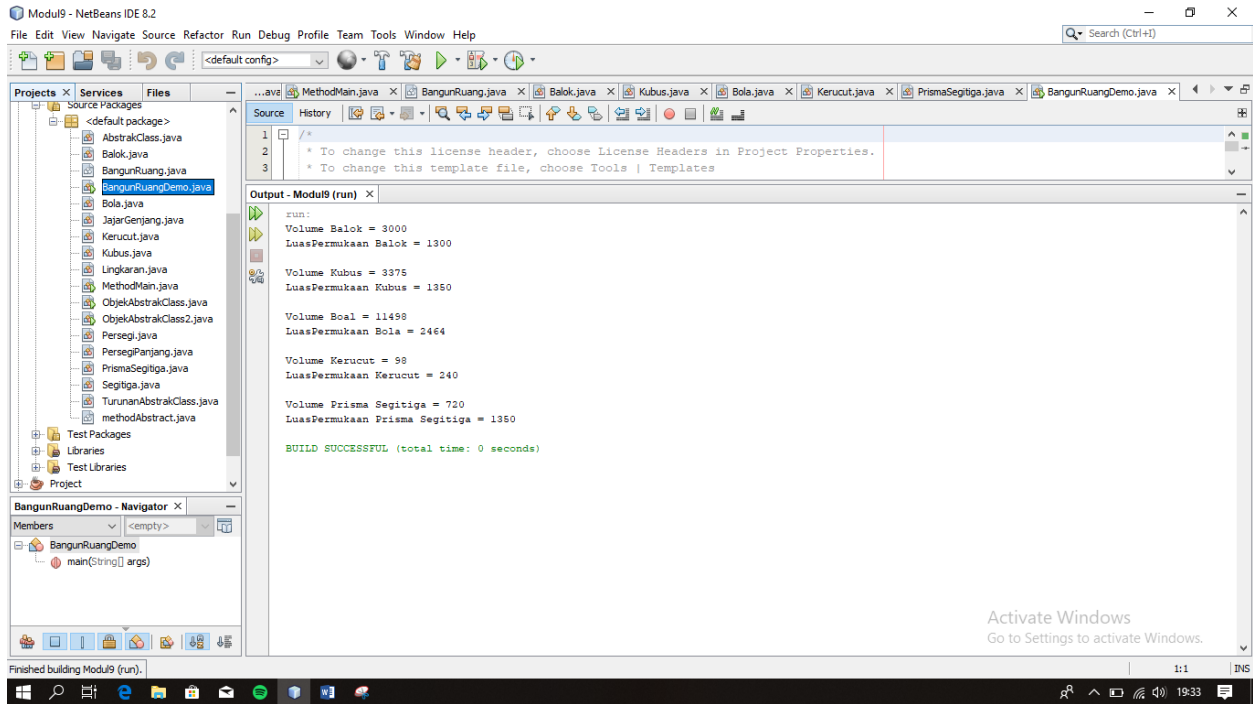 Modul9 - NetBeans IDE 8.2
File Edit View Navigate Source Refactor Run Debug Profile Team Tools Window Help
Search (Ctrl+I)
<default config>
Projects Services Files
...ava MethodMain.java BangunRuang.java Balok.java Kubus.java Bola.java Kerucut.java PrismaSegitiga.java BangunRuangDemo.java
Source History
Source Packages
<default package>
AbstrakClass.java
Balok.java
BangunRuang.java
BangunRuangDemo.java
Bola.java
JajarGenjang.java
Kerucut.java
Kubus.java
Lingkaran.java
MethodMain.java
ObjekAbstrakClass.java
ObjekAbstrakClass2.java
Persegi.java
PersegiPanjang.java
PrismaSegitiga.java
Segitiga.java
TurunanAbstrakClass.java
methodAbstract.java
Test Packages
Libraries
Test Libraries
Project
1 /*
2 * To change this license header, choose License Headers in Project Properties.
3 * To change this template file, choose Tools | Templates
Output - Modul9 (run)
run:
Volume Balok = 3000
LuasPermukaan Balok = 1300
Volume Kubus = 3375
LuasPermukaan Kubus = 1350
Volume Boal = 11498
LuasPermukaan Bola = 2464
Volume Kerucut = 98
LuasPermukaan Kerucut = 240
Volume Prisma Segitiga = 720
LuasPermukaan Prisma Segitiga = 1350
BUILD SUCCESSFUL (total time: 0 seconds)
BangunRuangDemo - Navigator
Members <empty>
BangunRuangDemo
main(String[] args)
Activate Windows
Go to Settings to activate Windows.
Finished building Modul9 (run).
1:1 INS
19:33